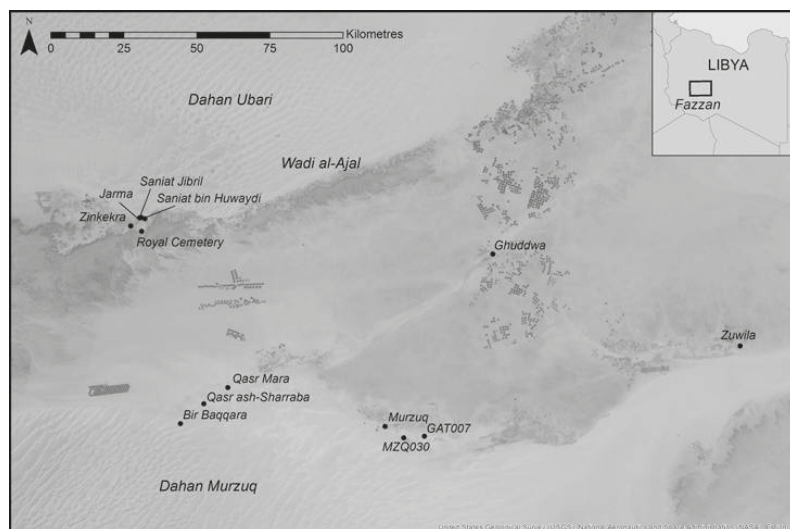 N
Kilometres
0 25 50 100
LIBYA
Fazzan
Dahan Ubari
Wadi al-Ajal
Saniat Jibril
Jarma
Saniat bin Huwaydi
Zinkekra
Royal Cemetery
Ghuddwa
Zuwila
Qasr Mara
Qasr ash-Sharraba
Bir Baqqara
Murzuq
GAT007
MZQ030
Dahan Murzuq